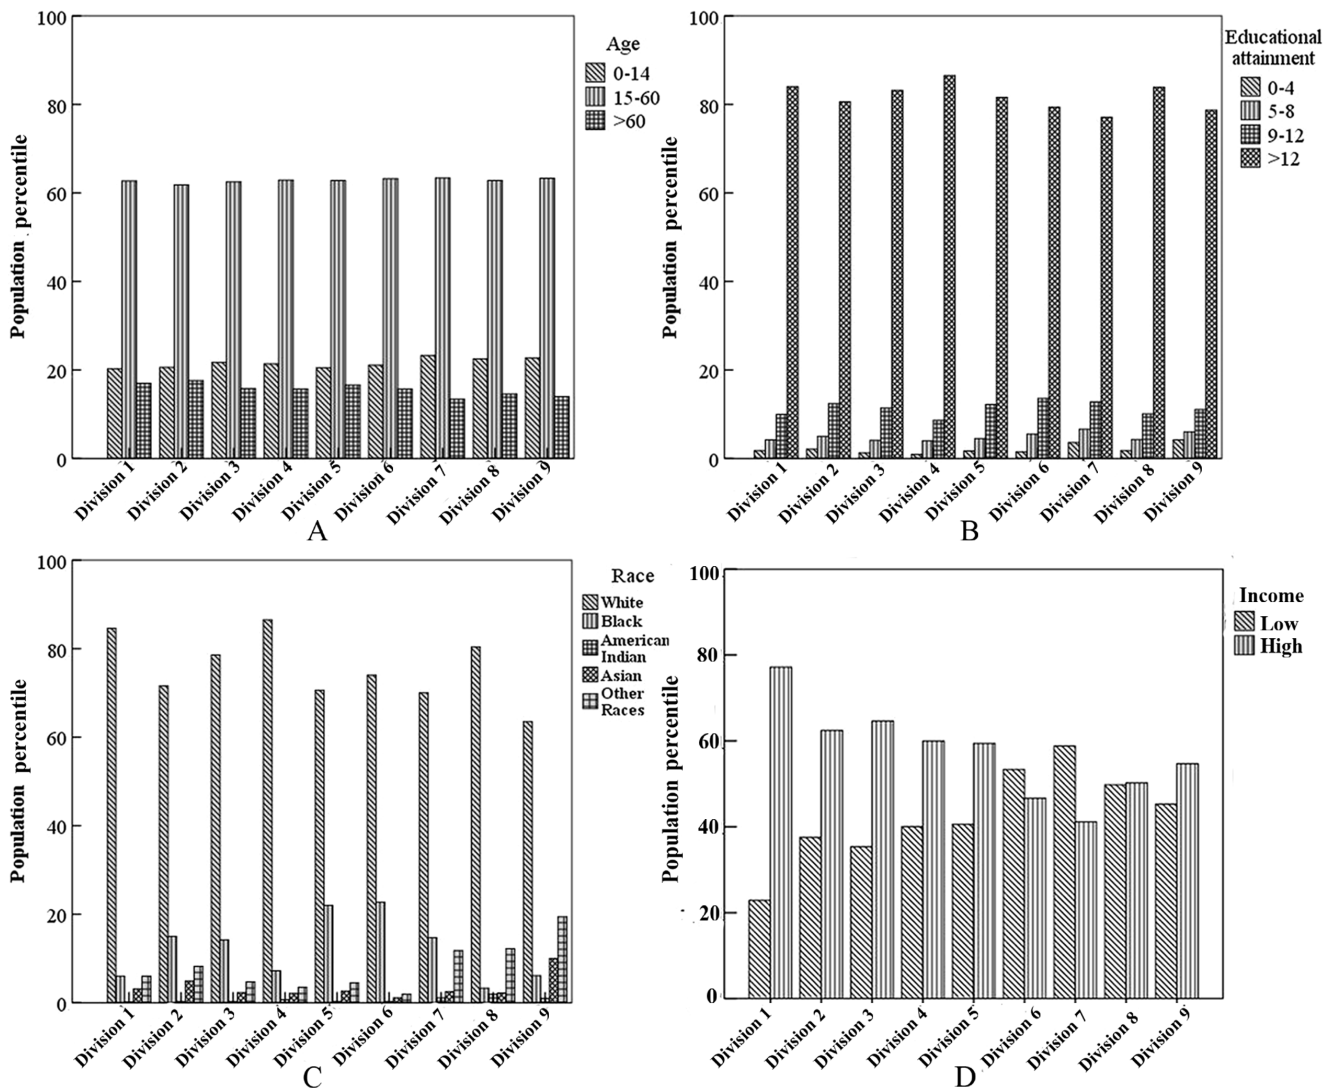 100
80
60
40
20
0
Population percentile
Age
0-14
15-60
>60
Division 1
Division 2
Division 3
Division 4
Division 5
Division 6
Division 7
Division 8
Division 9
A
100
80
60
40
20
0
Population percentile
Educational
attainment
0-4
5-8
9-12
>12
Division 1
Division 2
Division 3
Division 4
Division 5
Division 6
Division 7
Division 8
Division 9
B
100
80
60
40
20
0
Population percentile
Race
White
Black
American
Indian
Asian
Other
Races
Division 1
Division 2
Division 3
Division 4
Division 5
Division 6
Division 7
Division 8
Division 9
C
100
80
60
40
20
0
Population percentile
Income
Low
High
Division 1
Division 2
Division 3
Division 4
Division 5
Division 6
Division 7
Division 8
Division 9
D